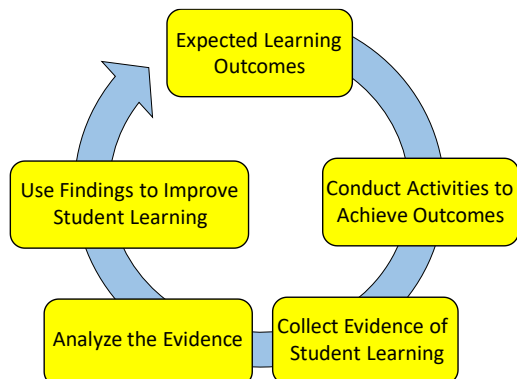 Expected Learning
Outcomes
Conduct Activities to
Achieve Outcomes
Collect Evidence of
Student Learning
Analyze the Evidence
Use Findings to Improve
Student Learning